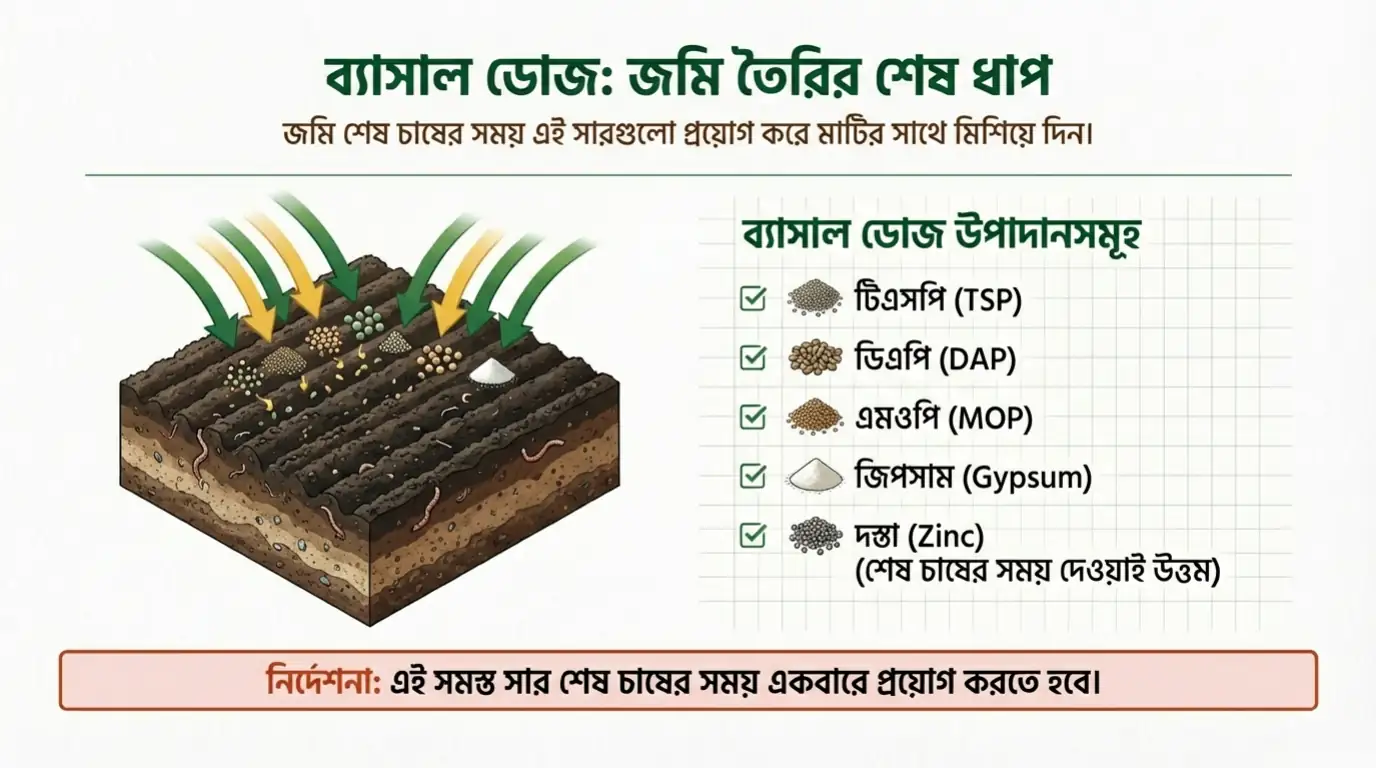 ব্যাসাল ডোজ: জমি তৈরির শেষ ধাপ
জমি শেষ চাষের সময় এই সারগুলো প্রয়োগ করে মাটির সাথে মিশিয়ে দিন।
ব্যাসাল ডোজ উপাদানসমূহ
টিএসপি (TSP)
ডিএপি (DAP)
এমওপি (MOP)
জিপসাম (Gypsum)
দস্তা (Zinc)
(শেষ চাষের সময় দেওয়াই উত্তম)
নির্দেশনা: এই সমস্ত সার শেষ চাষের সময় একবারে প্রয়োগ করতে হবে।